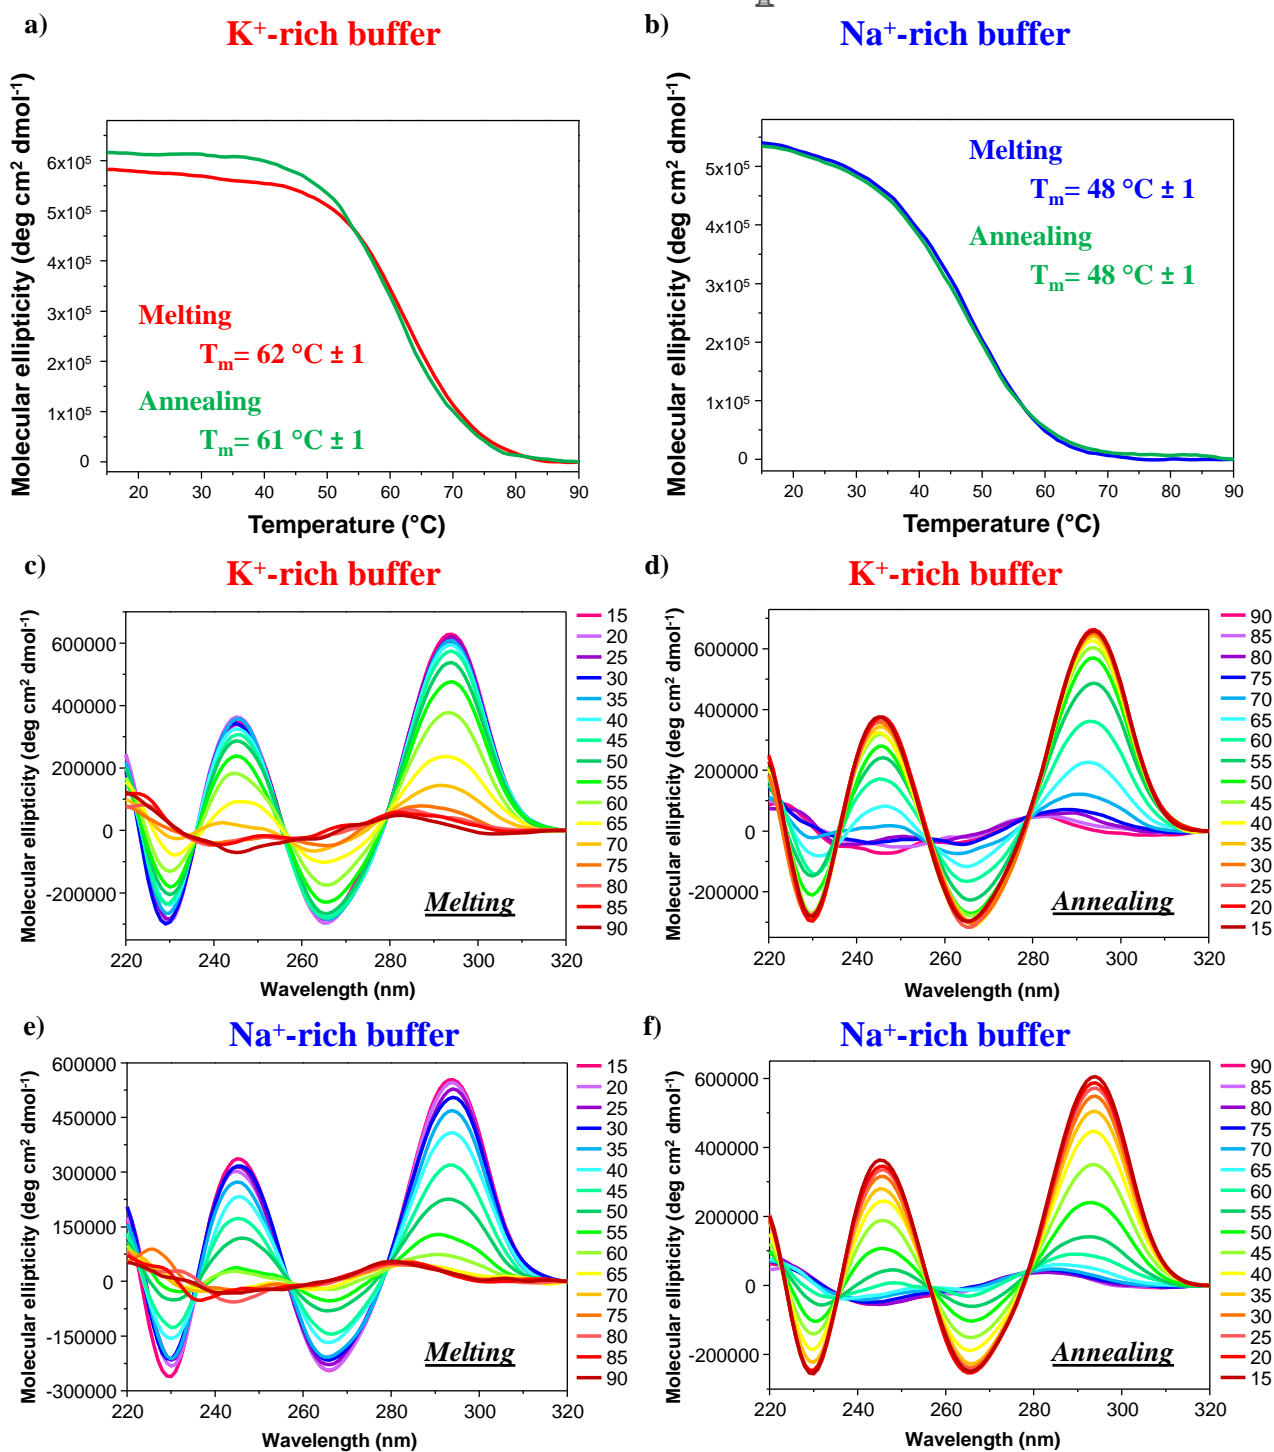 p
a)
K+-rich buffer
Molecular ellipticity (deg cm² dmol⁻¹)
6x10⁵
5x10⁵
4x10⁵
3x10⁵
2x10⁵
1x10⁵
0
Melting
Tm= 62 °C ± 1
Annealing
Tm= 61 °C ± 1
20 30 40 50 60 70 80 90
Temperature (°C)
b)
Na+-rich buffer
Molecular ellipticity (deg cm² dmol⁻¹)
5x10⁵
4x10⁵
3x10⁵
2x10⁵
1x10⁵
0
Melting
Tm= 48 °C ± 1
Annealing
Tm= 48 °C ± 1
20 30 40 50 60 70 80 90
Temperature (°C)
c)
K+-rich buffer
Molecular ellipticity (deg cm² dmol⁻¹)
600000
400000
200000
0
-200000
220 240 260 280 300 320
Wavelength (nm)
Melting
15
20
25
30
35
40
45
50
55
60
65
70
75
80
85
90
d)
K+-rich buffer
Molecular ellipticity (deg cm² dmol⁻¹)
600000
400000
200000
0
-200000
220 240 260 280 300 320
Wavelength (nm)
Annealing
90
85
80
75
70
65
60
55
50
45
40
35
30
25
20
15
e)
Na+-rich buffer
Molecular ellipticity (deg cm² dmol⁻¹)
600000
450000
300000
150000
0
-150000
-300000
220 240 260 280 300 320
Wavelength (nm)
Melting
15
20
25
30
35
40
45
50
55
60
65
70
75
80
85
90
f)
Na+-rich buffer
Molecular ellipticity (deg cm² dmol⁻¹)
600000
400000
200000
0
-200000
220 240 260 280 300 320
Wavelength (nm)
Annealing
90
85
80
75
70
65
60
55
50
45
40
35
30
25
20
15